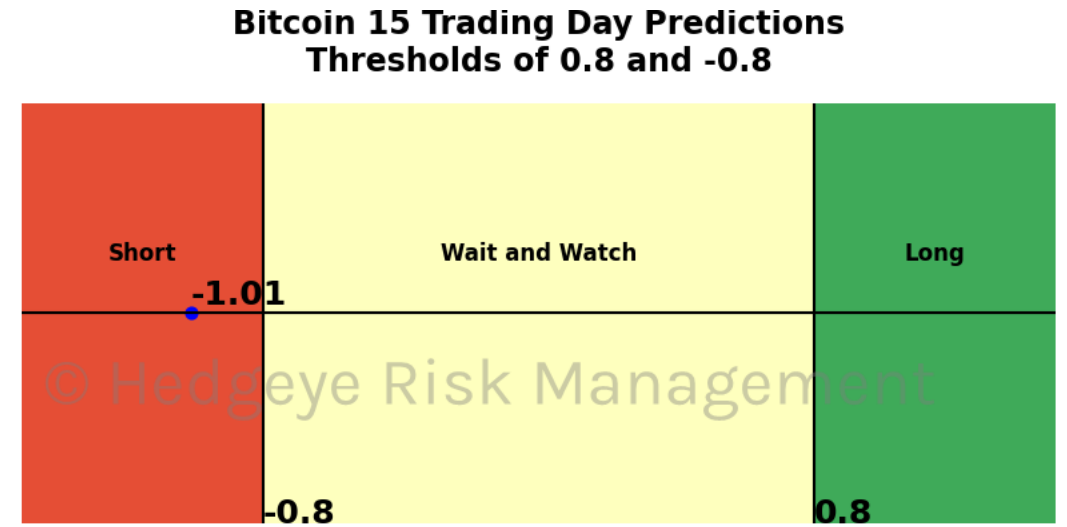 Bitcoin 15 Trading Day Predictions
Thresholds of 0.8 and -0.8
Short
Wait and Watch
Long
-1.01
© Hedgeye Risk Management
-0.8
0.8